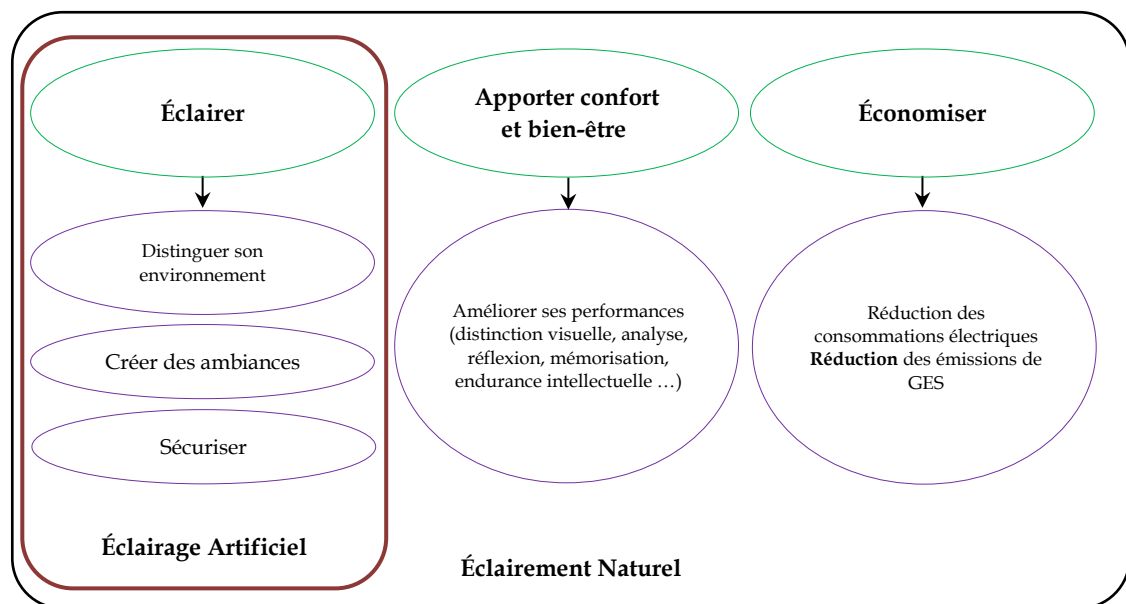 Éclairer
Distinguer son
environnement
Créer des ambiances
Sécuriser
Éclairage Artificiel
Apporter confort
et bien-être
Améliorer ses performances
(distinction visuelle, analyse,
réflexion, mémorisation,
endurance intellectuelle …)
Économiser
Réduction des
consommations électriques
Réduction des émissions de
GES
Éclairement Naturel